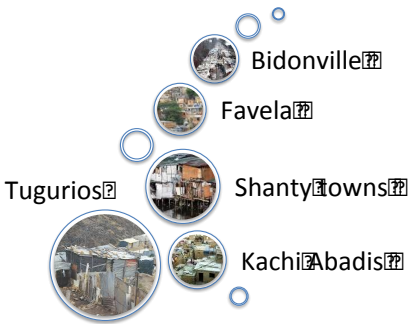 Bidonville
Favela
Tugurios
Shanty towns
Kachi Abadis